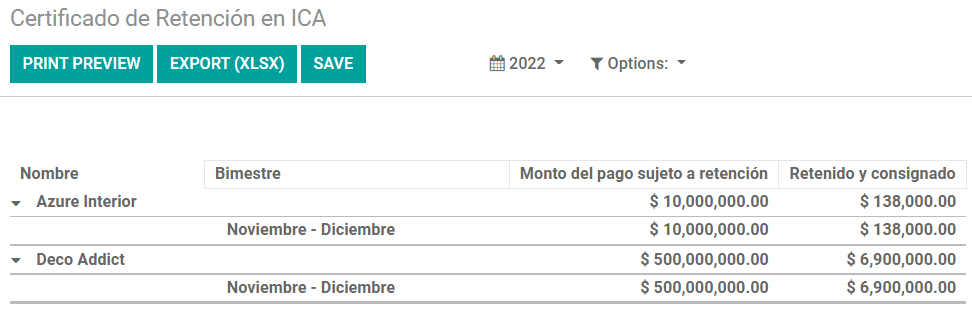 Certificado de Retención en ICA
PRINT PREVIEW EXPORT (XLSX) SAVE 2022 Options:
Nombre Bimestre Monto del pago sujeto a retención Retenido y consignado
Azure Interior $ 10,000,000.00 $ 138,000.00
Noviembre - Diciembre $ 10,000,000.00 $ 138,000.00
Deco Addict $ 500,000,000.00 $ 6,900,000.00
Noviembre - Diciembre $ 500,000,000.00 $ 6,900,000.00